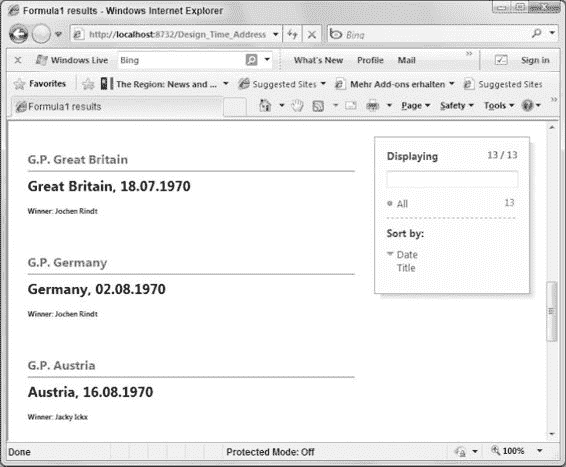 Formula1 results - Windows Internet Explorer
http://localhost:8732/Design_Time_Address
Bing
Windows Live
Bing
What's New
Profile
Mail
»
Sign in
Favorites
The Region: News and ...
Suggested Sites
Mehr Add-ons erhalten
Suggested Sites
Formula1 results
Page
Safety
Tools
»
G.P. Great Britain
Great Britain, 18.07.1970
Winner: Jochen Rindt
G.P. Germany
Germany, 02.08.1970
Winner: Jochen Rindt
G.P. Austria
Austria, 16.08.1970
Winner: Jacky Ickx
Displaying 13 / 13
All 13
Sort by:
Date
Title
Done
Protected Mode: Off
100%